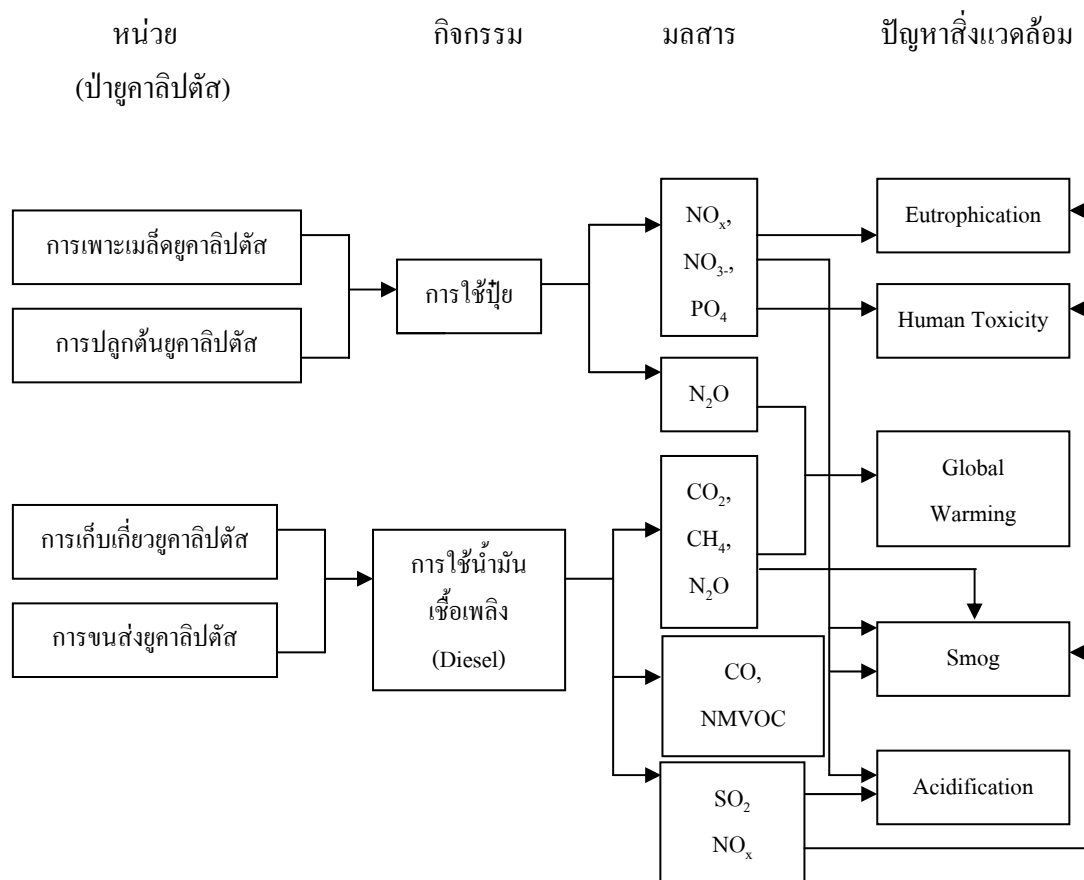 หน่วย
(ป่ายูคาลิปตัส)
กิจกรรม
มลสาร
ปัญหาสิ่งแวดล้อม
การเพาะเมล็ดยูคาลิปตัส
การปลูกต้นยูคาลิปตัส
การใช้ปุ๋ย
NOₓ,
NO₃₋,
PO₄
N₂O
Eutrophication
Human Toxicity
Global
Warming
การเก็บเกี่ยวยูคาลิปตัส
การขนส่งยูคาลิปตัส
การใช้น้ำมัน
เชื้อเพลิง
(Diesel)
CO₂,
CH₄,
N₂O
CO,
NMVOC
SO₂
NOₓ
Smog
Acidification